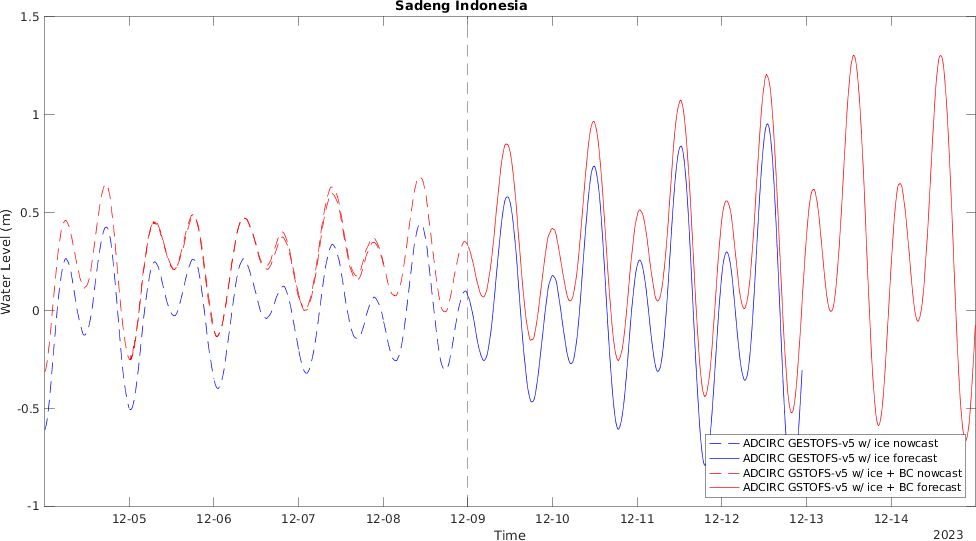 Sadeng Indonesia
1.5
1
0.5
0
-0.5
-1
Water Level (m)
12-05 12-06 12-07 12-08 12-09 12-10 12-11 12-12 12-13 12-14
Time
2023
ADCIRC GESTOFS-v5 w/ ice nowcast
ADCIRC GESTOFS-v5 w/ ice forecast
ADCIRC GSTOFS-v5 w/ ice + BC nowcast
ADCIRC GSTOFS-v5 w/ ice + BC forecast